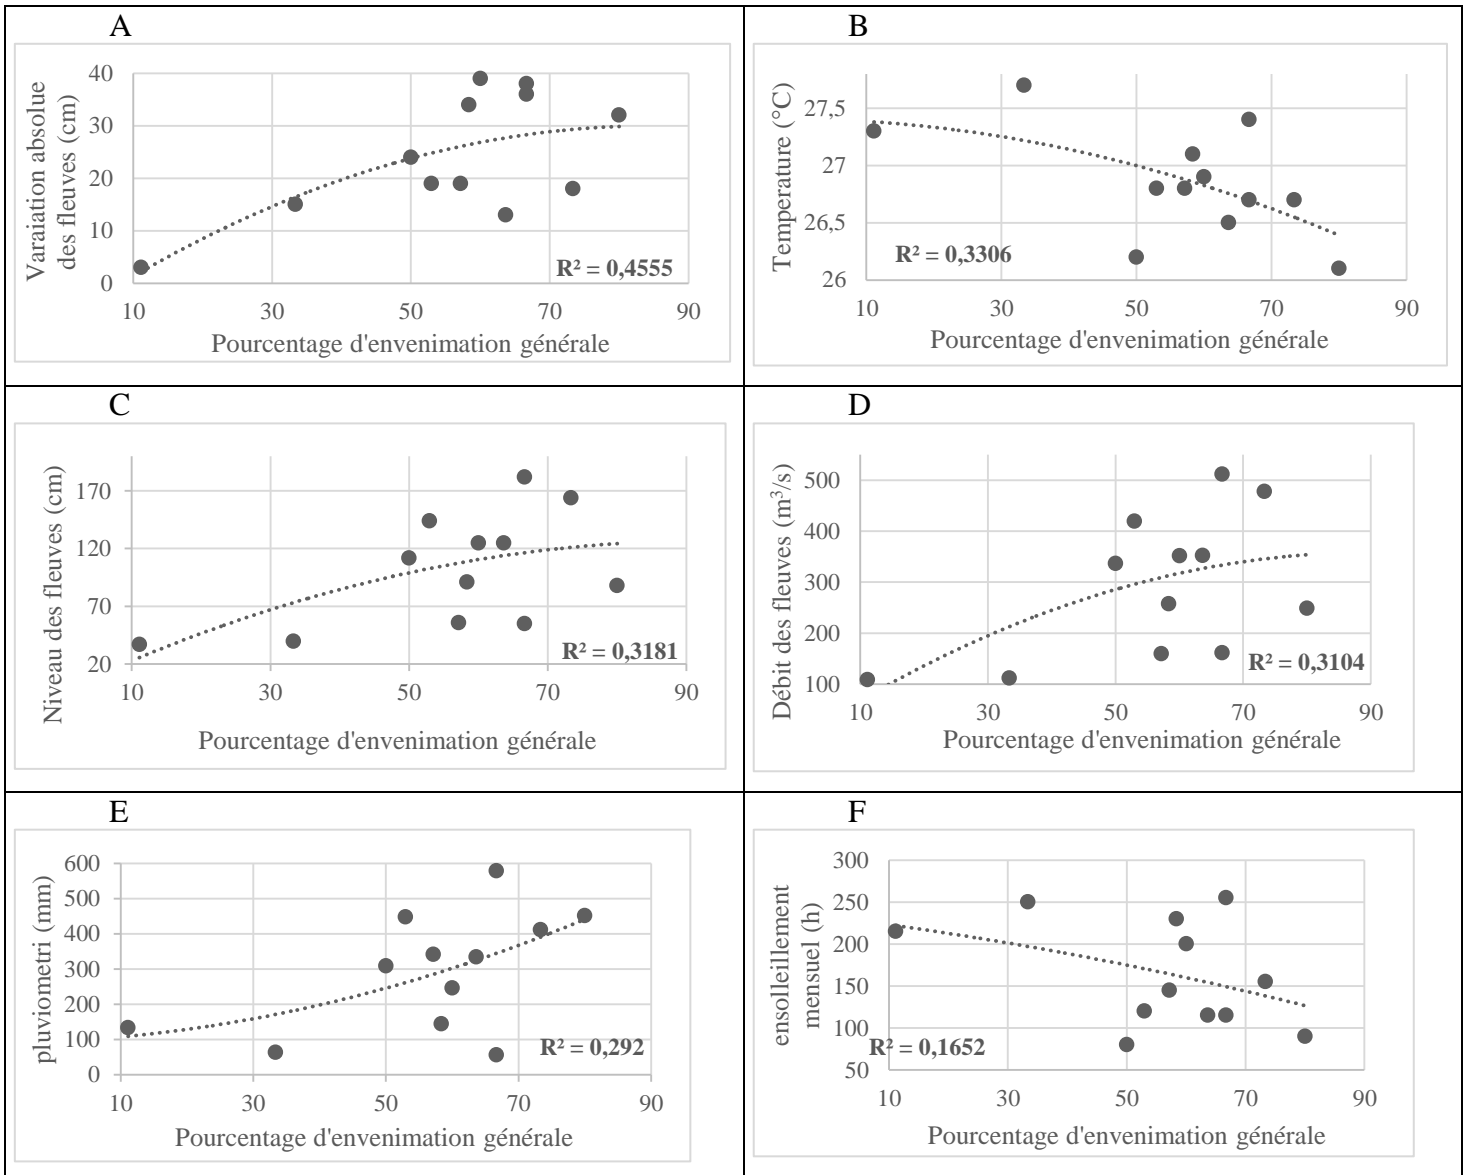 A
Varaiation absolue
des fleuves (cm)
40
30
20
10
0
R² = 0,4555
10 30 50 70 90
Pourcentage d'envenimation générale
B
Temperature (°C)
27,5
27
26,5
26
R² = 0,3306
10 30 50 70 90
Pourcentage d'envenimation générale
C
Niveau des fleuves (cm)
170
120
70
20
R² = 0,3181
10 30 50 70 90
Pourcentage d'envenimation générale
D
Débit des fleuves (m³/s)
500
400
300
200
100
R² = 0,3104
10 30 50 70 90
Pourcentage d'envenimation générale
E
pluviometri (mm)
600
500
400
300
200
100
0
R² = 0,292
10 30 50 70 90
Pourcentage d'envenimation générale
F
ensolleillement
mensuel (h)
300
250
200
150
100
50
R² = 0,1652
10 30 50 70 90
Pourcentage d'envenimation générale